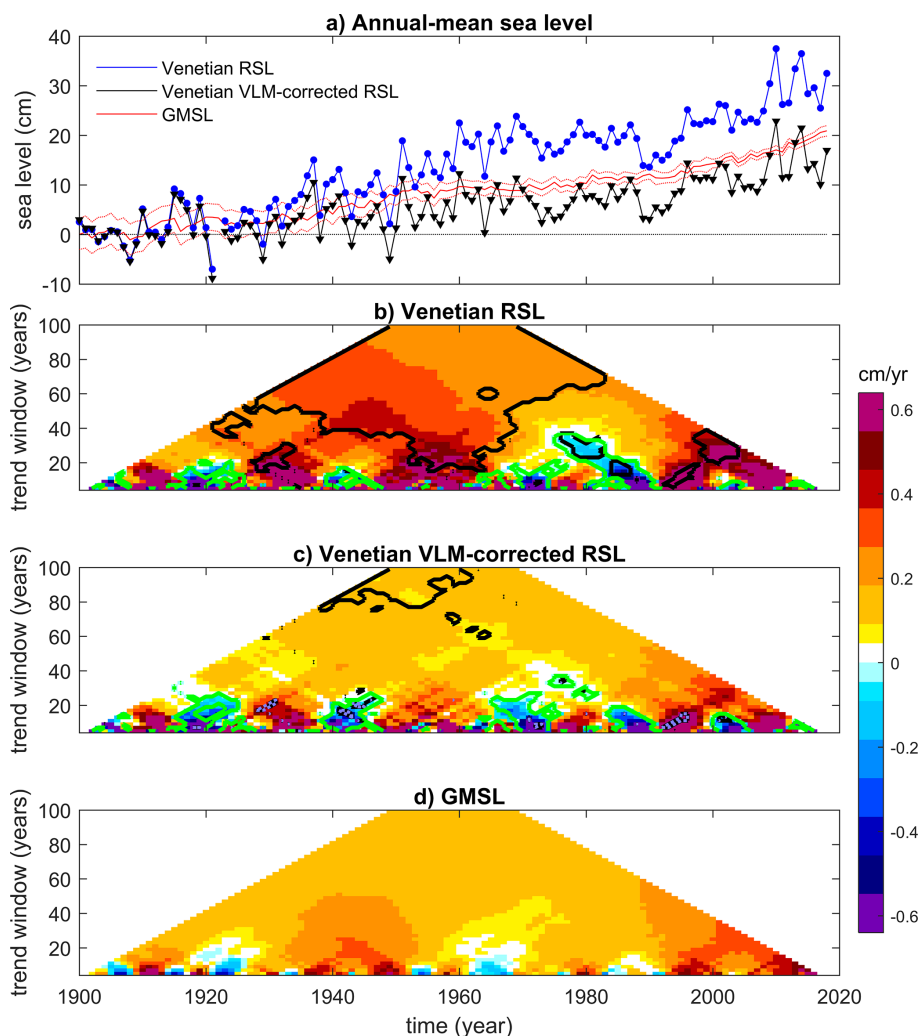 a) Annual-mean sea level
sea level (cm)
40
30
20
10
0
-10
Venetian RSL
Venetian VLM-corrected RSL
GMSL
b) Venetian RSL
trend window (years)
100
80
60
40
20
cm/yr
0.6
0.4
0.2
0
-0.2
-0.4
-0.6
c) Venetian VLM-corrected RSL
trend window (years)
100
80
60
40
20
d) GMSL
trend window (years)
100
80
60
40
20
1900 1920 1940 1960 1980 2000 2020
time (year)